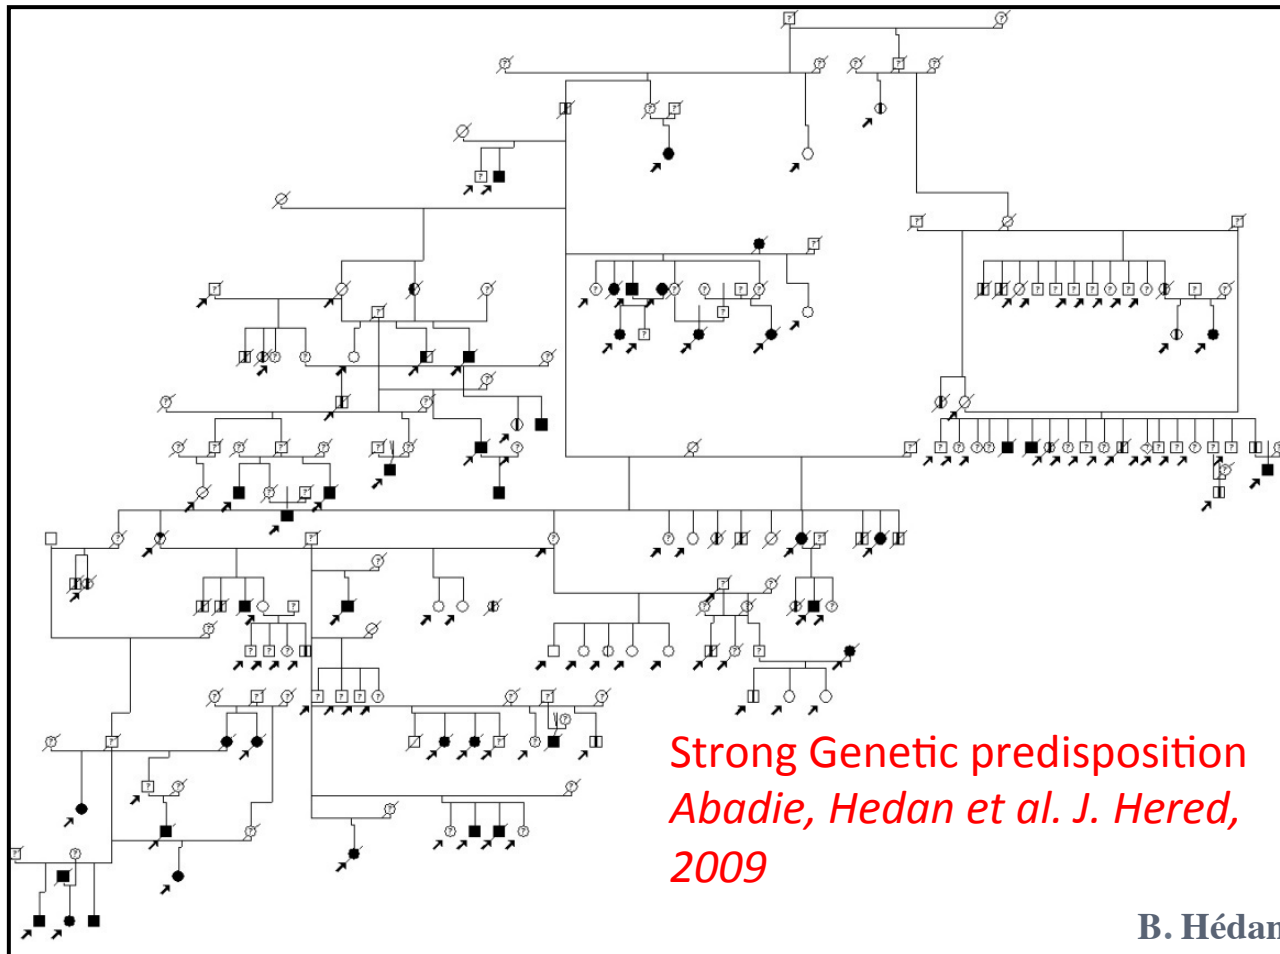 Strong Genetic predisposition
Abadie, Hedan et al. J. Hered,
2009
B. Hédan